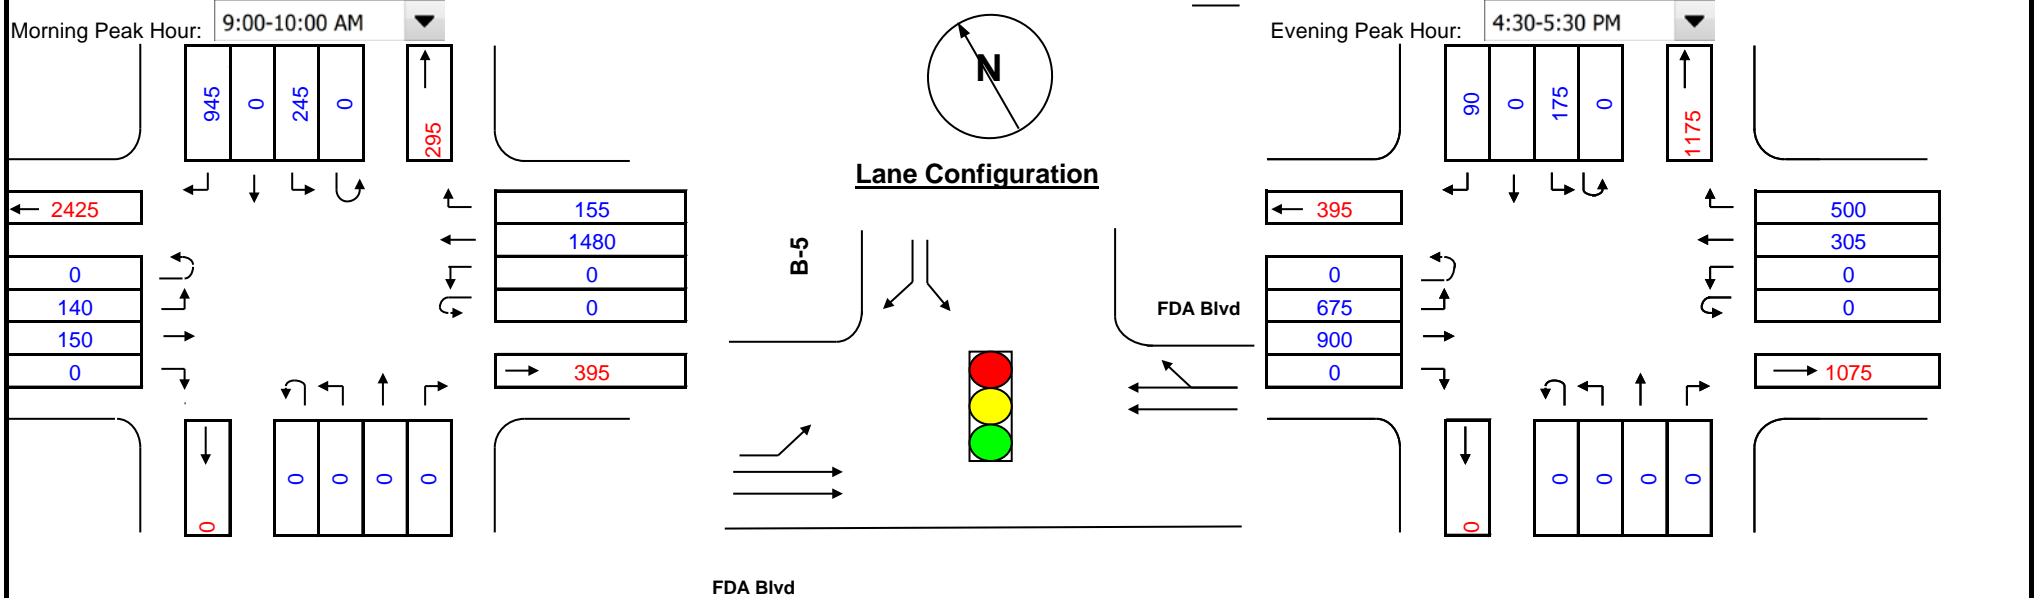 Morning Peak Hour: 9:00-10:00 AM
945 0 245 0
295
2425
0
140
150
0
155
1480
0
0
395
0
0 0 0 0
N
Lane Configuration
B-5
FDA Blvd
FDA Blvd
Evening Peak Hour: 4:30-5:30 PM
90 0 175 0
1175
395
0
675
900
0
500
305
0
0
1075
0
0 0 0 0